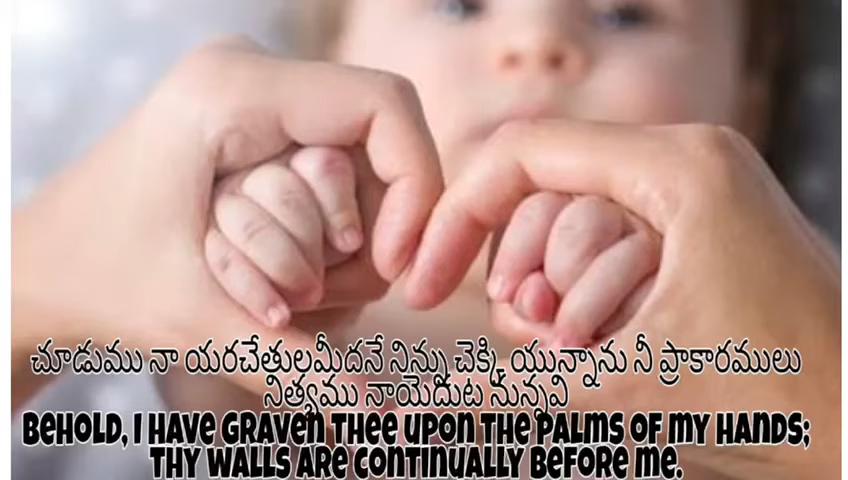 చూడుము నా యరచేతులమీదనే నిన్ను చెక్కి యున్నాను నీ ప్రాకారములు
నిత్యము నాయెదుట నున్నవి
Behold, I have graven thee upon the palms of my hands;
thy walls are continually before me.